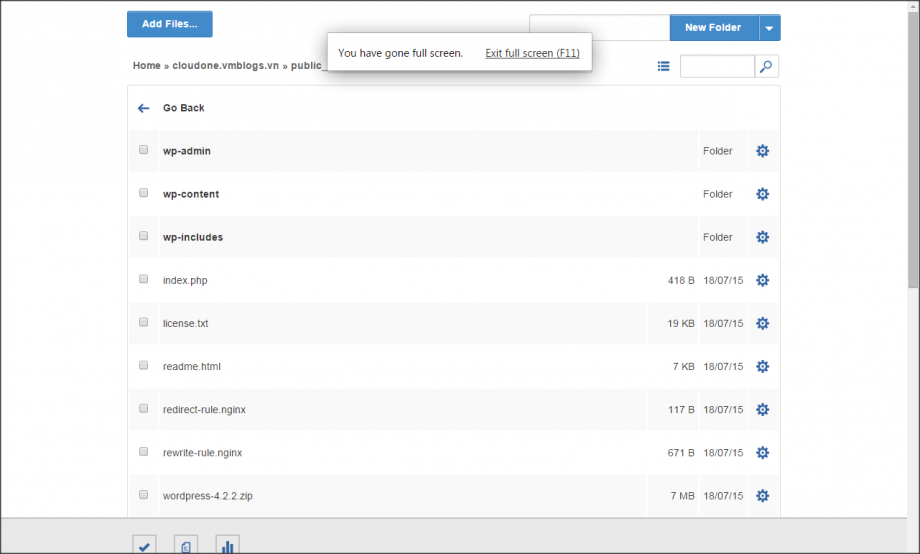 Add Files...
New Folder
You have gone full screen. Exit full screen (F11)
Home » cloudone.vmblogs.vn » public_
Go Back
wp-admin Folder
wp-content Folder
wp-includes Folder
index.php 418 B 18/07/15
license.txt 19 KB 18/07/15
readme.html 7 KB 18/07/15
redirect-rule.nginx 117 B 18/07/15
rewrite-rule.nginx 671 B 18/07/15
wordpress-4.2.2.zip 7 MB 18/07/15